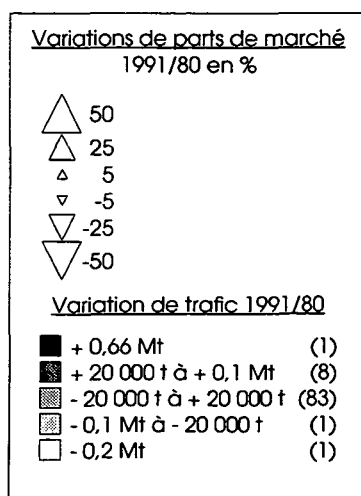 Variations de parts de marché
1991/80 en %
50
25
5
-5
-25
-50
Variation de trafic 1991/80
+ 0,66 Mt (1)
+ 20 000 t à + 0,1 Mt (8)
- 20 000 t à + 20 000 t (83)
- 0,1 Mt à - 20 000 t (1)
- 0,2 Mt (1)